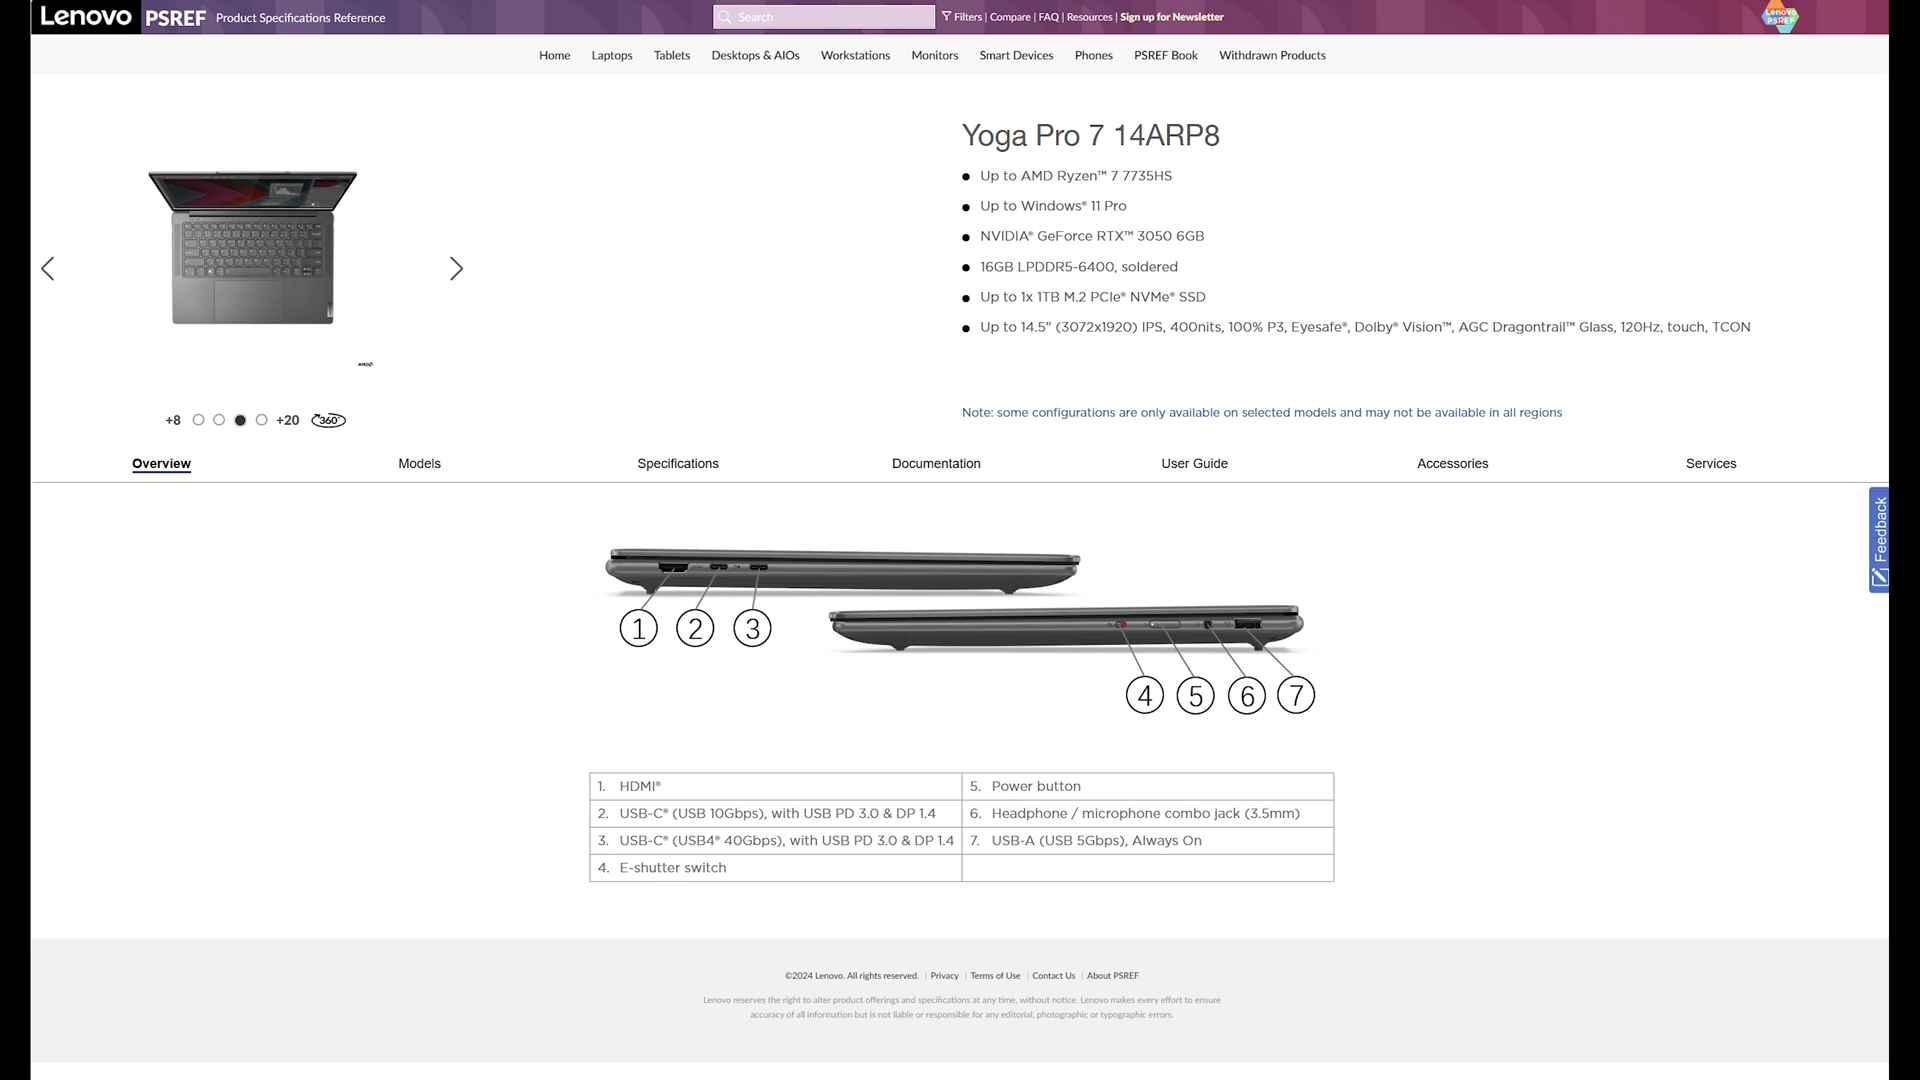 Lenovo PSREF Product Specifications Reference
Search
Filters | Compare | FAQ | Resources | Sign up for Newsletter
Lenovo
PSREF
Home Laptops Tablets Desktops & AIOs Workstations Monitors Smart Devices Phones PSREF Book Withdrawn Products
Yoga Pro 7 14ARP8
Up to AMD Ryzen™ 7 7735HS
Up to Windows® 11 Pro
NVIDIA® GeForce RTX™ 3050 6GB
16GB LPDDR5-6400, soldered
Up to 1x 1TB M.2 PCIe® NVMe® SSD
Up to 14.5" (3072x1920) IPS, 400nits, 100% P3, Eyesafe®, Dolby® Vision™, AGC Dragontrail™ Glass, 120Hz, touch, TCON
AMD
+8 +20 360°
Note: some configurations are only available on selected models and may not be available in all regions
Overview Models Specifications Documentation User Guide Accessories Services
Feedback
1 2 3
4 5 6 7
1. HDMI®
2. USB-C® (USB 10Gbps), with USB PD 3.0 & DP 1.4
3. USB-C® (USB4® 40Gbps), with USB PD 3.0 & DP 1.4
4. E-shutter switch
5. Power button
6. Headphone / microphone combo jack (3.5mm)
7. USB-A (USB 5Gbps), Always On
©2024 Lenovo. All rights reserved. | Privacy | Terms of Use | Contact Us | About PSREF
Lenovo reserves the right to alter product offerings and specifications at any time, without notice. Lenovo makes every effort to ensure
accuracy of all information but is not liable or responsible for any editorial, photographic or typographic errors.